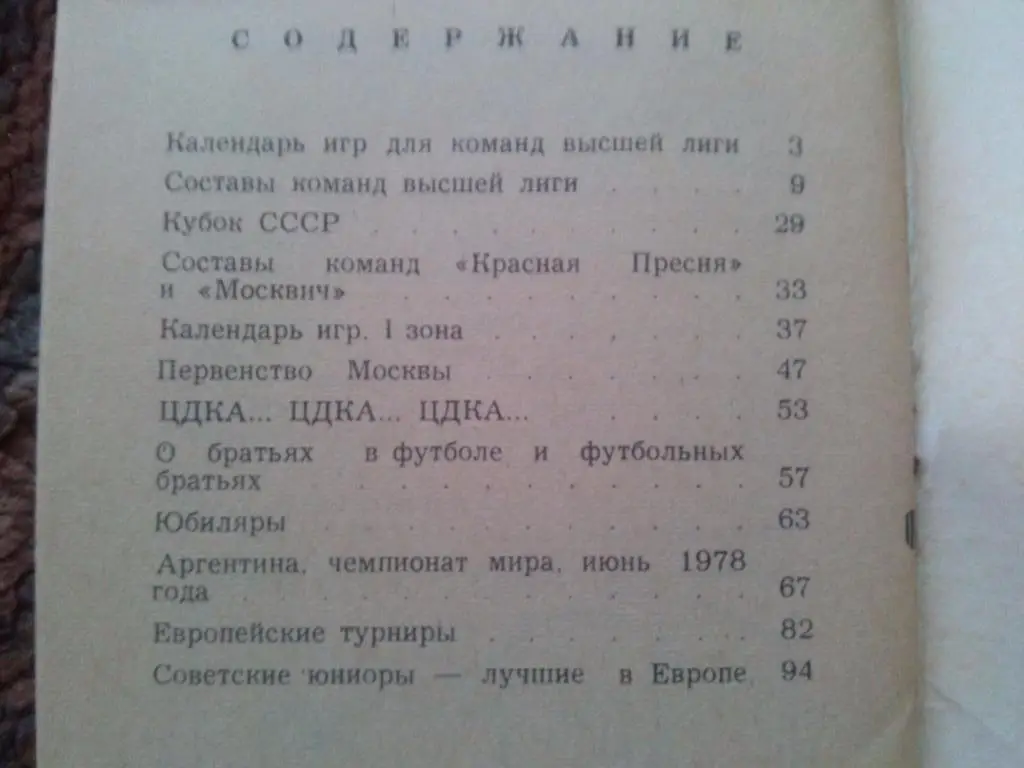 СОДЕРЖАНИЕ
Календарь игр для команд высшей лиги 3
Составы команд высшей лиги . . . . 9
Кубок СССР . . . . . . . . . . 29
Составы команд «Красная Пресня»
и «Москвич» . . . . . . . . . . 33
Календарь игр. I зона . . . . . . . 37
Первенство Москвы . . . . . . . 47
ЦДКА... ЦДКА... ЦДКА... . . . . 53
О братьях в футболе и футбольных
братьях . . . . . . . . . . . . 57
Юбиляры . . . . . . . . . . . 63
Аргентина, чемпионат мира, июнь 1978
года . . . . . . . . . . . . . 67
Европейские турниры . . . . . . . 82
Советские юниоры — лучшие в Европе. 94